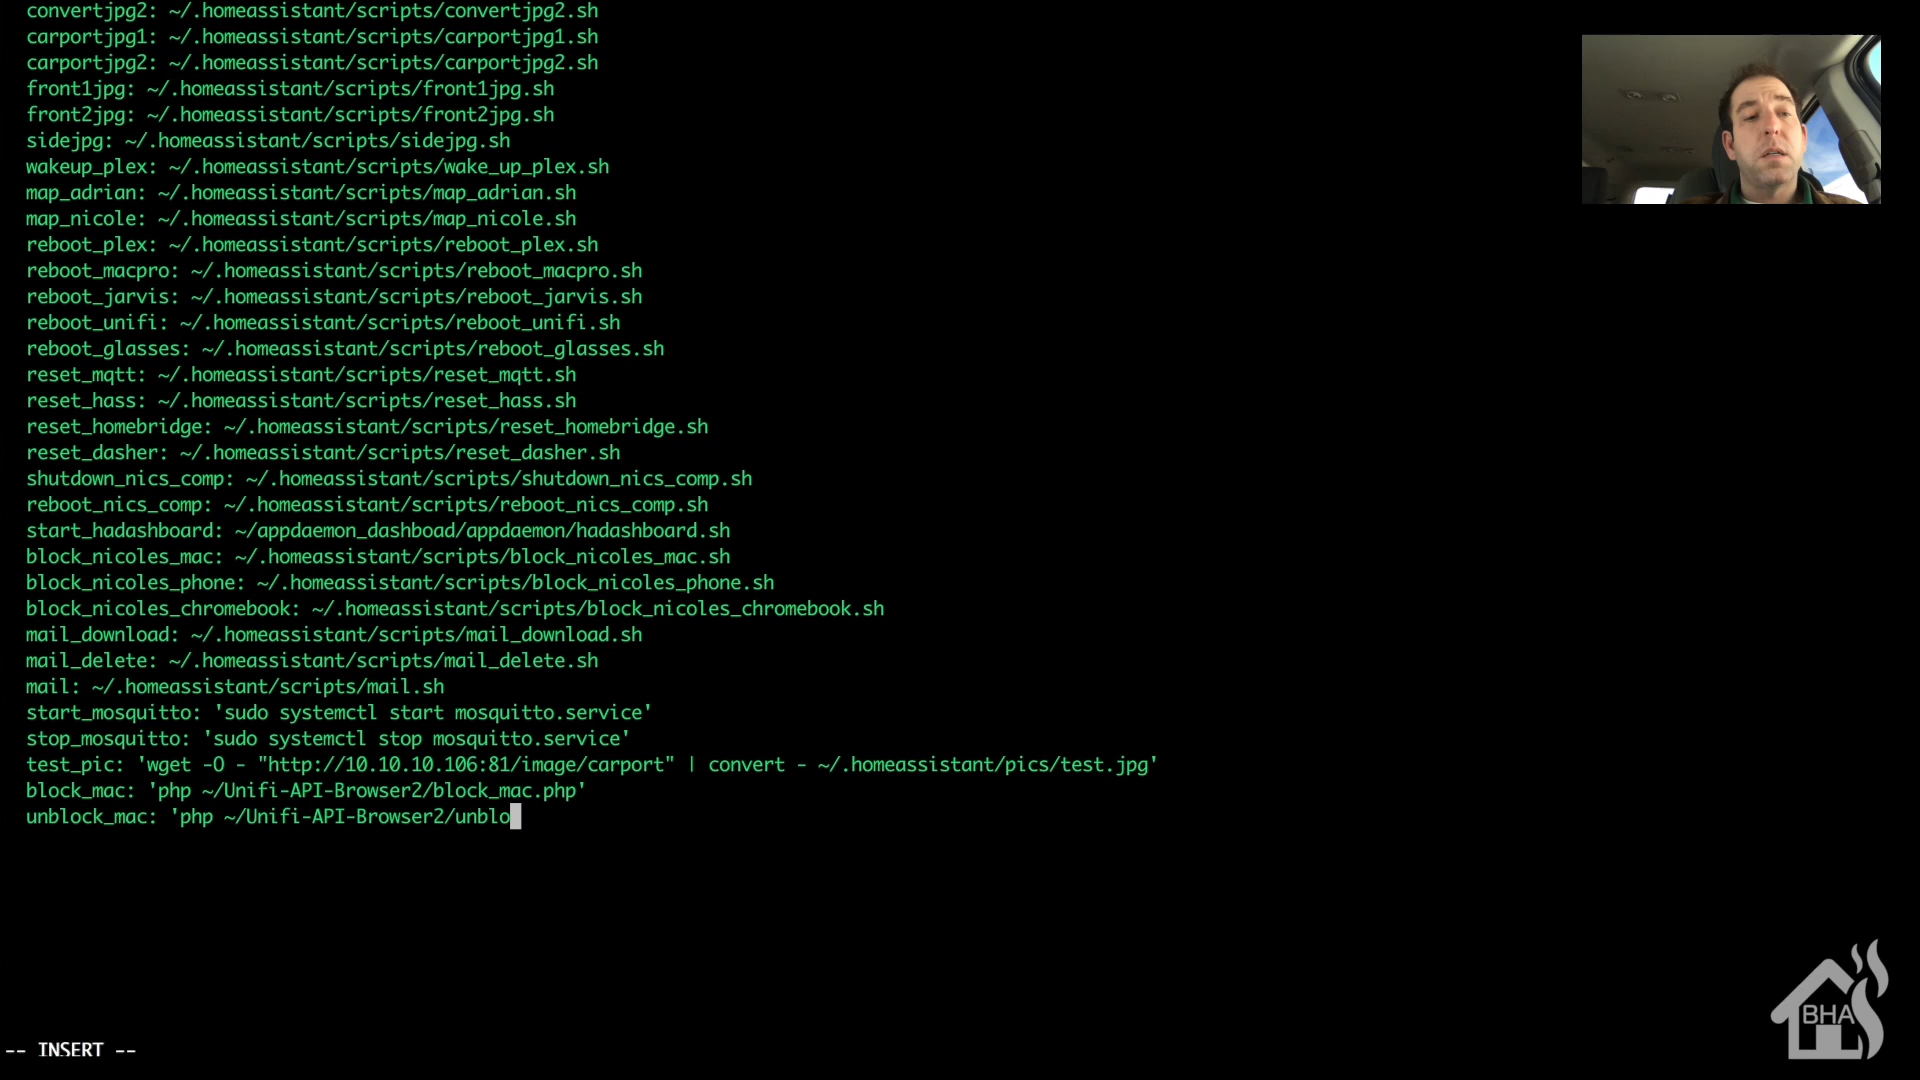 convertjpg2: ~/.homeassistant/scripts/convertjpg2.sh
carportjpg1: ~/.homeassistant/scripts/carportjpg1.sh
carportjpg2: ~/.homeassistant/scripts/carportjpg2.sh
front1jpg: ~/.homeassistant/scripts/front1jpg.sh
front2jpg: ~/.homeassistant/scripts/front2jpg.sh
sidejpg: ~/.homeassistant/scripts/sidejpg.sh
wakeup_plex: ~/.homeassistant/scripts/wake_up_plex.sh
map_adrian: ~/.homeassistant/scripts/map_adrian.sh
map_nicole: ~/.homeassistant/scripts/map_nicole.sh
reboot_plex: ~/.homeassistant/scripts/reboot_plex.sh
reboot_macpro: ~/.homeassistant/scripts/reboot_macpro.sh
reboot_jarvis: ~/.homeassistant/scripts/reboot_jarvis.sh
reboot_unifi: ~/.homeassistant/scripts/reboot_unifi.sh
reboot_glasses: ~/.homeassistant/scripts/reboot_glasses.sh
reset_mqtt: ~/.homeassistant/scripts/reset_mqtt.sh
reset_hass: ~/.homeassistant/scripts/reset_hass.sh
reset_homebridge: ~/.homeassistant/scripts/reset_homebridge.sh
reset_dasher: ~/.homeassistant/scripts/reset_dasher.sh
shutdown_nics_comp: ~/.homeassistant/scripts/shutdown_nics_comp.sh
reboot_nics_comp: ~/.homeassistant/scripts/reboot_nics_comp.sh
start_hadashboard: ~/appdaemon_dashboad/appdaemon/hadashboard.sh
block_nicoles_mac: ~/.homeassistant/scripts/block_nicoles_mac.sh
block_nicoles_phone: ~/.homeassistant/scripts/block_nicoles_phone.sh
block_nicoles_chromebook: ~/.homeassistant/scripts/block_nicoles_chromebook.sh
mail_download: ~/.homeassistant/scripts/mail_download.sh
mail_delete: ~/.homeassistant/scripts/mail_delete.sh
mail: ~/.homeassistant/scripts/mail.sh
start_mosquitto: 'sudo systemctl start mosquitto.service'
stop_mosquitto: 'sudo systemctl stop mosquitto.service'
test_pic: 'wget -O - "http://10.10.10.106:81/image/carport" | convert - ~/.homeassistant/pics/test.jpg'
block_mac: 'php ~/Unifi-API-Browser2/block_mac.php'
unblock_mac: 'php ~/Unifi-API-Browser2/unblo
BHA
-- INSERT --